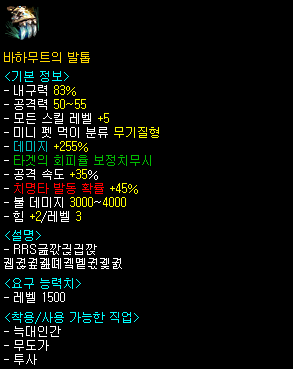 바하무트의 발톱
<기본 정보>
- 내구력 83%
- 공격력 50~55
- 모든 스킬 레벨 +5
- 미니 펫 먹이 분류 무기질형
- 데미지 +255%
- 타겟의 회피율 보정치무시
- 공격 속도 +35%
- 치명타 발동 확률 +45%
- 불 데미지 3000~4000
- 힘 +2/레벨 3
<설명>
<요구 능력치>
- 레벨 1500
<착용/사용 가능한 직업>
- 늑대인간
- 무도가
- 투사